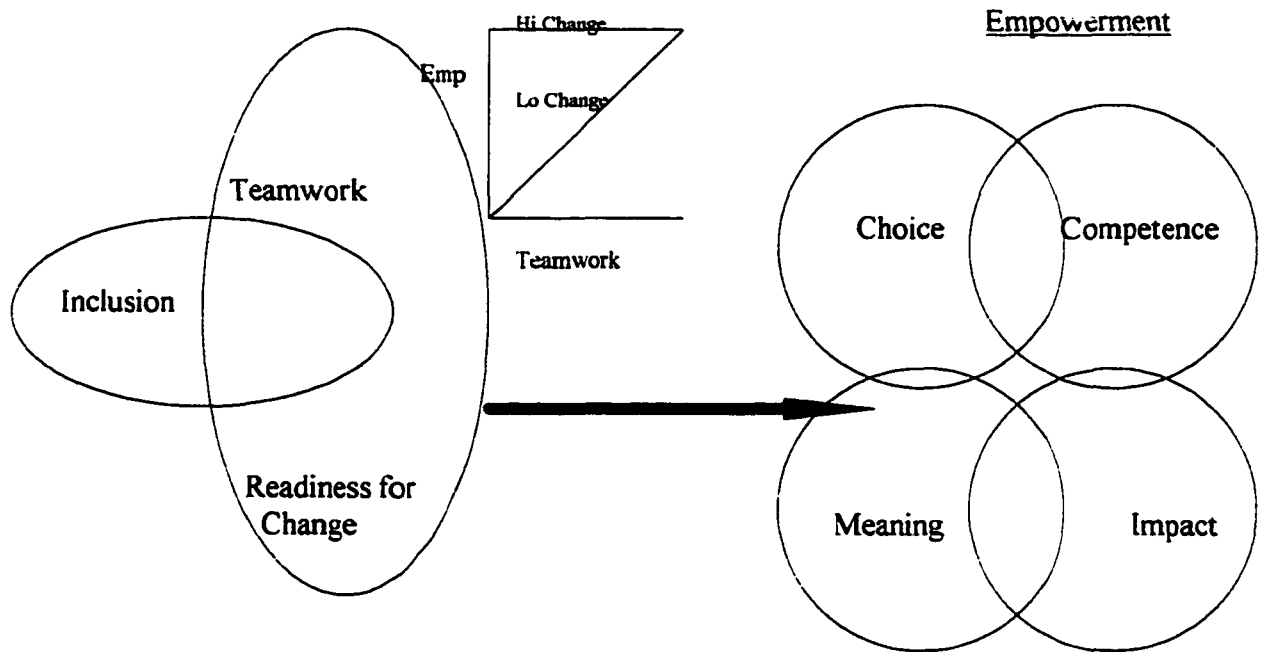 Hi Change
Empowerment
Emp
Lo Change
Teamwork
Choice
Competence
Teamwork
Inclusion
Readiness for
Change
Meaning
Impact